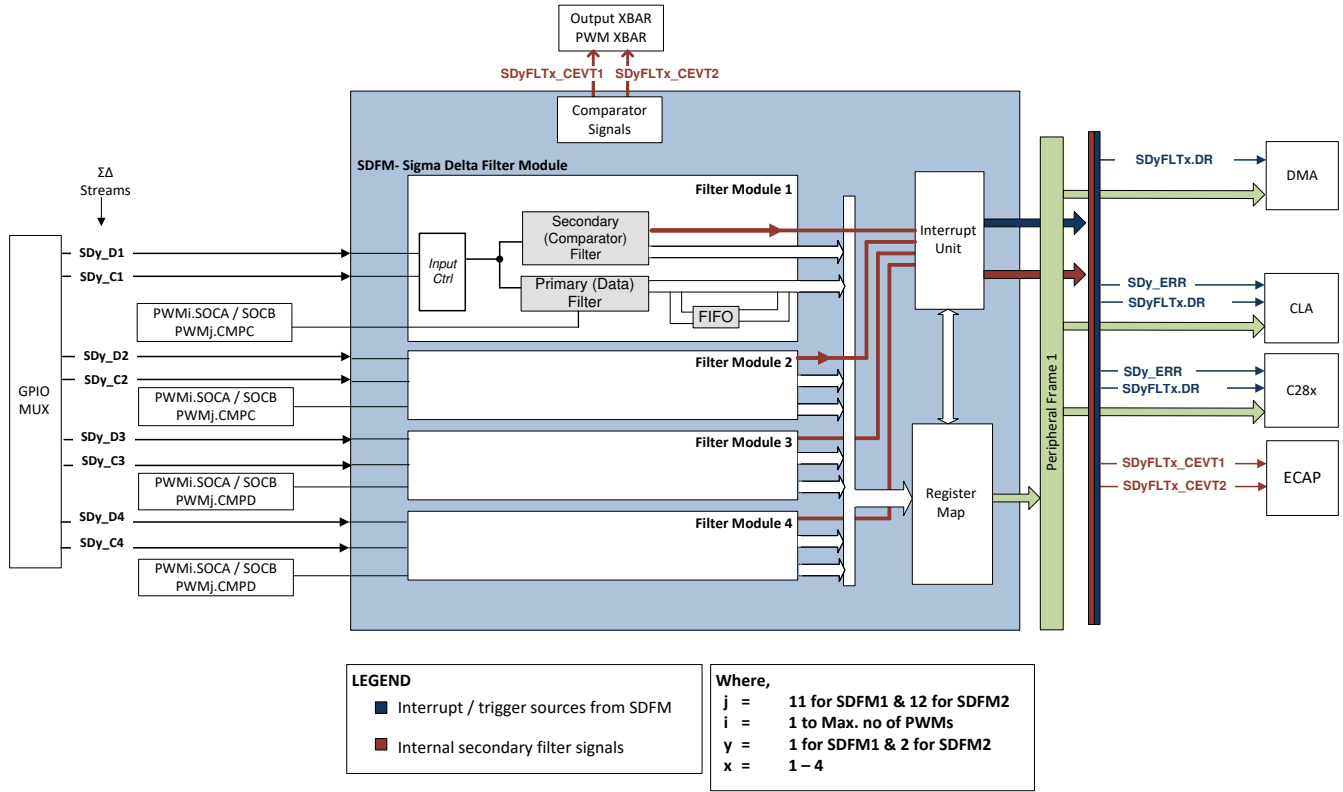 Output XBAR
PWM XBAR
SDyFLTx_CEVT1
SDyFLTx_CEVT2
Comparator
Signals
SDFM- Sigma Delta Filter Module
ΣΔ
Streams
Filter Module 1
Secondary
(Comparator)
Filter
Input
Ctrl
Primary (Data)
Filter
FIFO
Interrupt
Unit
GPIO
MUX
SDy_D1
SDy_C1
PWMi.SOCA / SOCB
PWMj.CMPC
SDy_D2
SDy_C2
Filter Module 2
PWMi.SOCA / SOCB
PWMj.CMPC
SDy_D3
SDy_C3
Filter Module 3
PWMi.SOCA / SOCB
PWMj.CMPD
SDy_D4
SDy_C4
Filter Module 4
PWMi.SOCA / SOCB
PWMj.CMPD
Register
Map
Peripheral Frame 1
SDyFLTx.DR
DMA
SDy_ERR
SDyFLTx.DR
CLA
SDy_ERR
SDyFLTx.DR
C28x
SDyFLTx_CEVT1
SDyFLTx_CEVT2
ECAP
LEGEND
Interrupt / trigger sources from SDFM
Internal secondary filter signals
Where,
j = 11 for SDFM1 & 12 for SDFM2
i = 1 to Max. no of PWMs
y = 1 for SDFM1 & 2 for SDFM2
x = 1 – 4